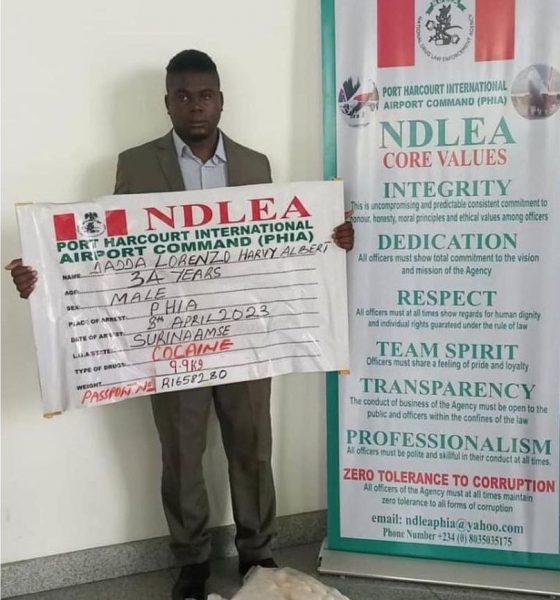 NDLEA
PORT HARCOURT INTERNATIONAL
AIRPORT COMMAND (PHIA)
NAME: DADDA LORENZO HARVY ALBERT
AGE: 34 YEARS
SEX: MALE
PLACE OF ARREST: PHIA
DATE OF ARREST: 8th APRIL 2023
SURINAAMSE
TYPE OF DRUGS: COCAINE
WEIGHT: 9.9KG
PASSPORT No R1658280
PORT HARCOURT INTERNATIONAL
AIRPORT COMMAND (PHIA)
NDLEA
CORE VALUES
INTEGRITY
This is uncompromising and predictable consistent commitment to
honour, honesty, moral principles and ethical values among officers
DEDICATION
All officers must show total commitment to the vision
and mission of the Agency
RESPECT
All officers must at all times show regards for human dignity
and individual rights guarateed under the rule of law
TEAM SPIRIT
Officers must share a feeling of pride and loyalty
TRANSPARENCY
The conduct of business of the Agency must be open to the
public and officers within the confines of the law
PROFESSIONALISM
All officers must be polite and skillful in their conduct at all times.
ZERO TOLERANCE TO CORRUPTION
All officers of the Agency must at all times maintain
zero tolerance to all forms of corruption
email: ndleaphia@yahoo.com
Phone Number +234 (0) 8035035175